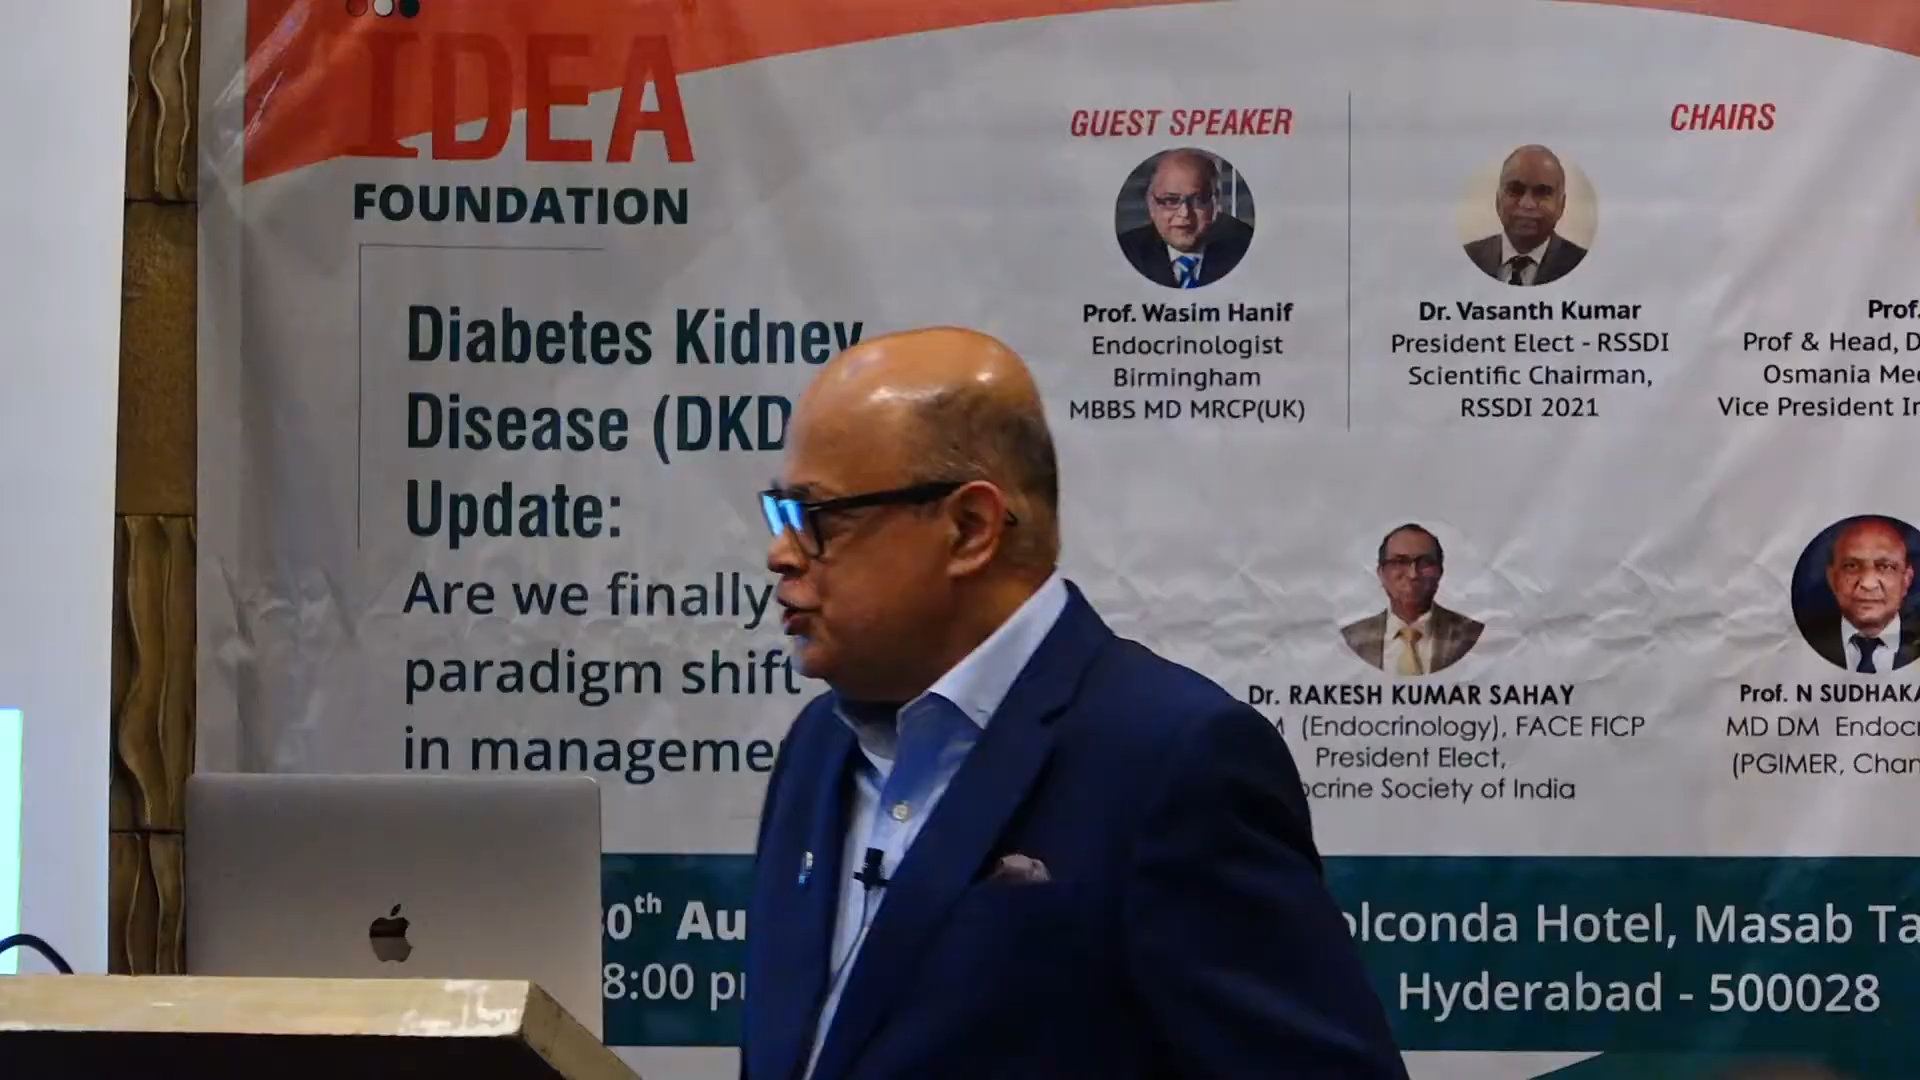 IDEA
FOUNDATION
Diabetes Kidney
Disease (DKD
Update:
Are we finally
paradigm shift
in manageme
GUEST SPEAKER
Prof. Wasim Hanif
Endocrinologist
Birmingham
MBBS MD MRCP(UK)
CHAIRS
Dr. Vasanth Kumar
President Elect - RSSDI
Scientific Chairman,
RSSDI 2021
Prof.
Prof & Head, D
Osmania Me
Vice President
Dr. RAKESH KUMAR SAHAY
(Endocrinology), FACE FICP
President Elect,
ocrine Society of India
Prof. N SUDHAKA
MD DM Endocr
(PGIMER, Chan
0th Au
8:00 p
olconda Hotel, Masab Ta
Hyderabad - 500028